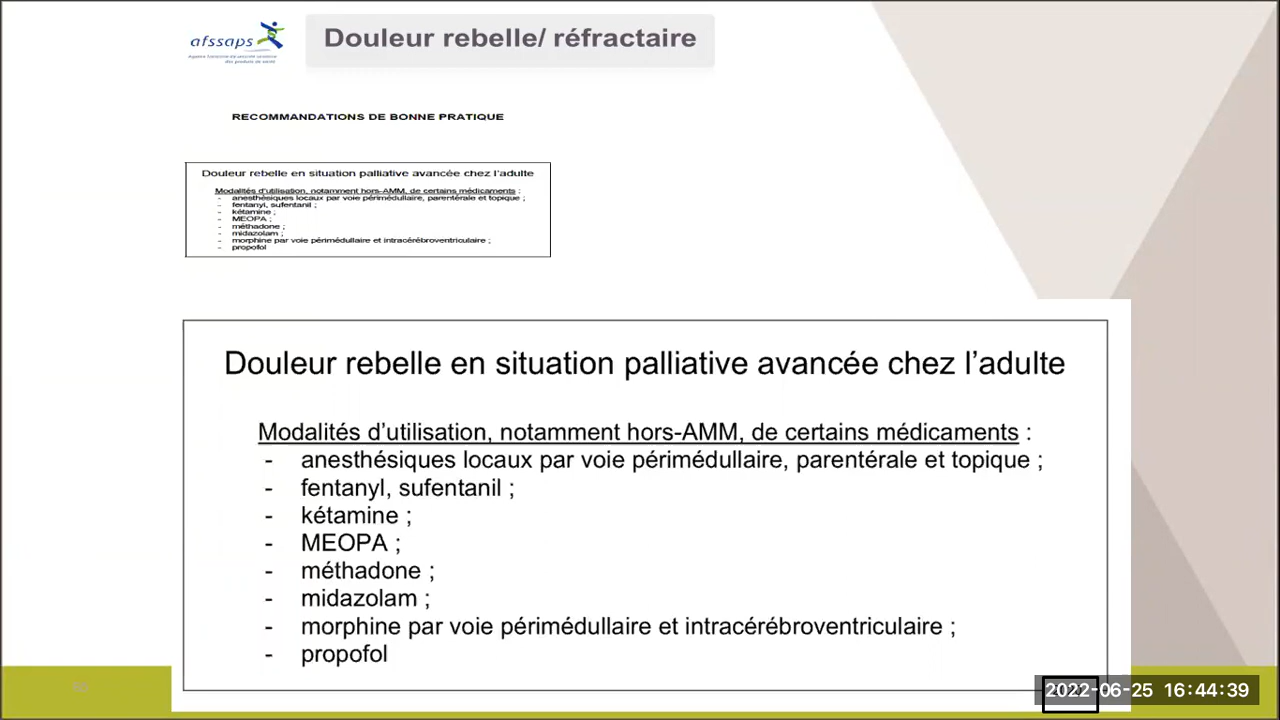 afssaps
Douleur rebelle/ réfractaire
RECOMMANDATIONS DE BONNE PRATIQUE
Douleur rebelle en situation palliative avancée chez l'adulte
Modalités d'utilisation, notamment hors-AMM, de certains médicaments :
- anesthésiques locaux par voie périmédullaire, parentérale et topique ;
- fentanyl, sufentanil ;
- kétamine ;
- MEOPA ;
- méthadone ;
- midazolam ;
- morphine par voie périmédullaire et intracérébroventriculaire ;
- propofol
Douleur rebelle en situation palliative avancée chez l'adulte
Modalités d'utilisation, notamment hors-AMM, de certains médicaments :
- anesthésiques locaux par voie périmédullaire, parentérale et topique ;
- fentanyl, sufentanil ;
- kétamine ;
- MEOPA ;
- méthadone ;
- midazolam ;
- morphine par voie périmédullaire et intracérébroventriculaire ;
- propofol
2022-06-25 16:44:39